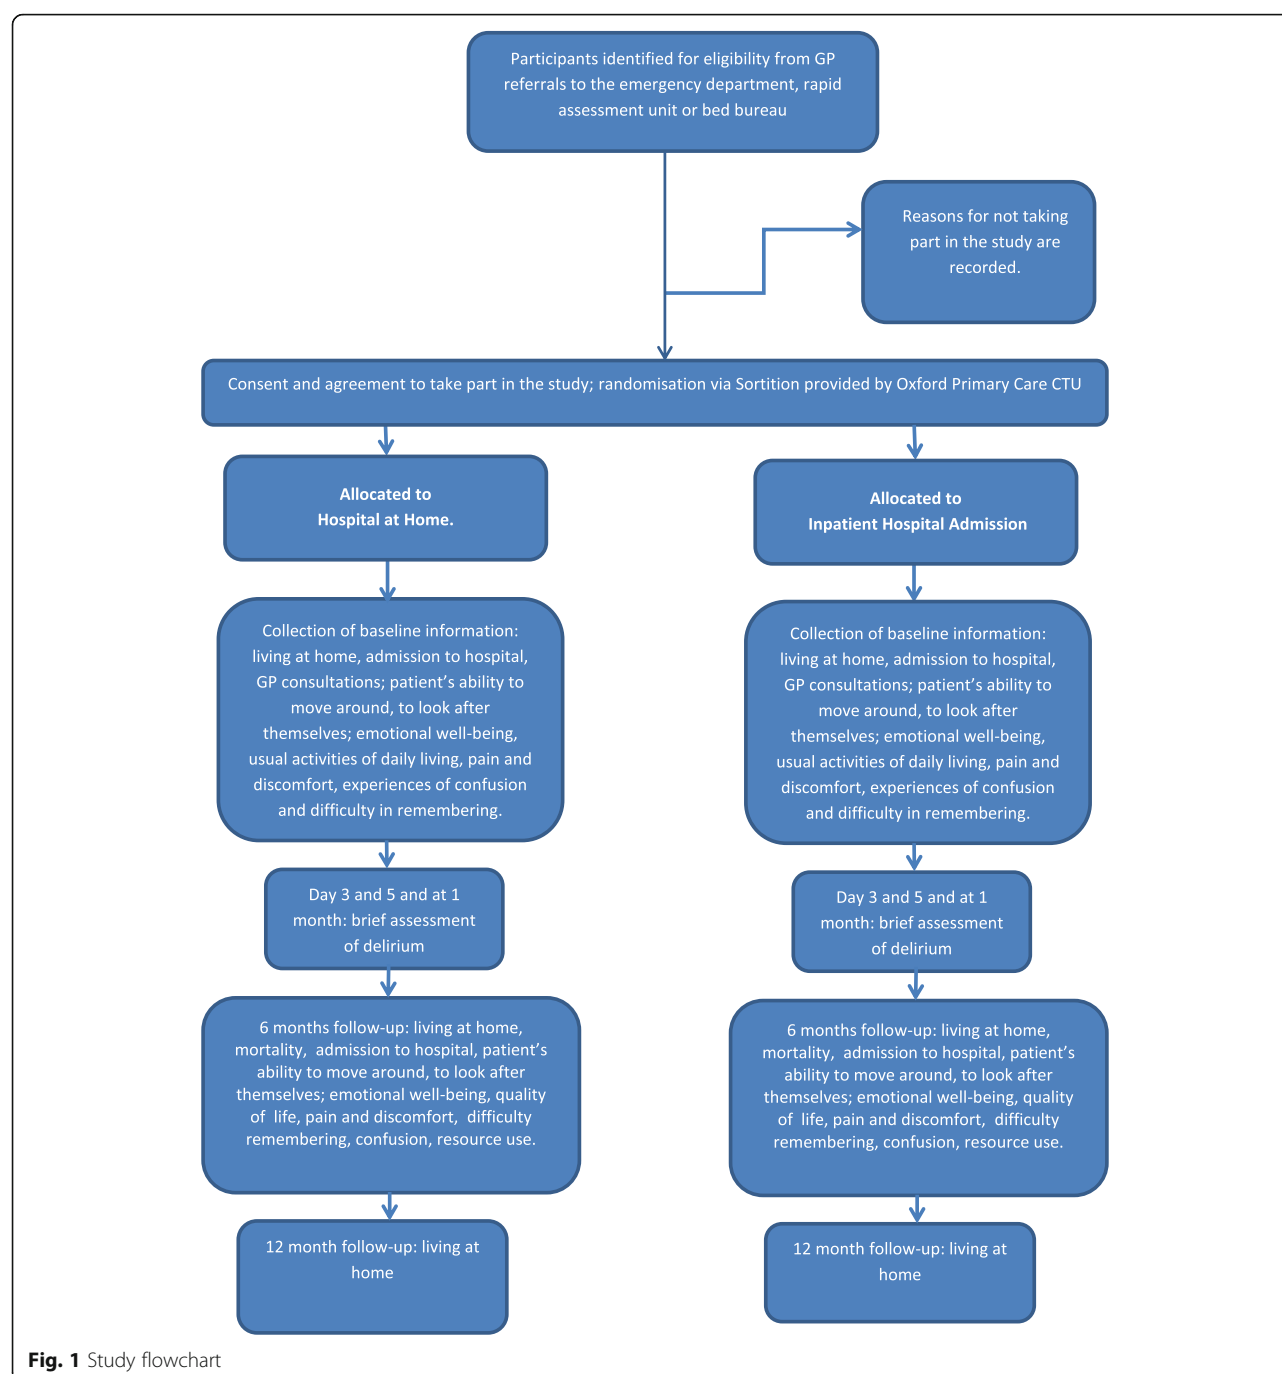 Participants identified for eligibility from GP
referrals to the emergency department, rapid
assessment unit or bed bureau
Reasons for not taking
part in the study are
recorded.
Consent and agreement to take part in the study; randomisation via Sortition provided by Oxford Primary Care CTU
Allocated to
Hospital at Home.
Allocated to
Inpatient Hospital Admission
Collection of baseline information:
living at home, admission to hospital,
GP consultations; patient’s ability to
move around, to look after
themselves; emotional well-being,
usual activities of daily living, pain and
discomfort, experiences of confusion
and difficulty in remembering.
Collection of baseline information:
living at home, admission to hospital,
GP consultations; patient’s ability to
move around, to look after
themselves; emotional well-being,
usual activities of daily living, pain and
discomfort, experiences of confusion
and difficulty in remembering.
Day 3 and 5 and at 1
month: brief assessment
of delirium
Day 3 and 5 and at 1
month: brief assessment
of delirium
6 months follow-up: living at home,
mortality, admission to hospital, patient’s
ability to move around, to look after
themselves; emotional well-being, quality
of life, pain and discomfort, difficulty
remembering, confusion, resource use.
6 months follow-up: living at home,
mortality, admission to hospital, patient’s
ability to move around, to look after
themselves; emotional well-being, quality
of life, pain and discomfort, difficulty
remembering, confusion, resource use.
12 month follow-up: living at
home
12 month follow-up: living at
home
Fig. 1 Study flowchart